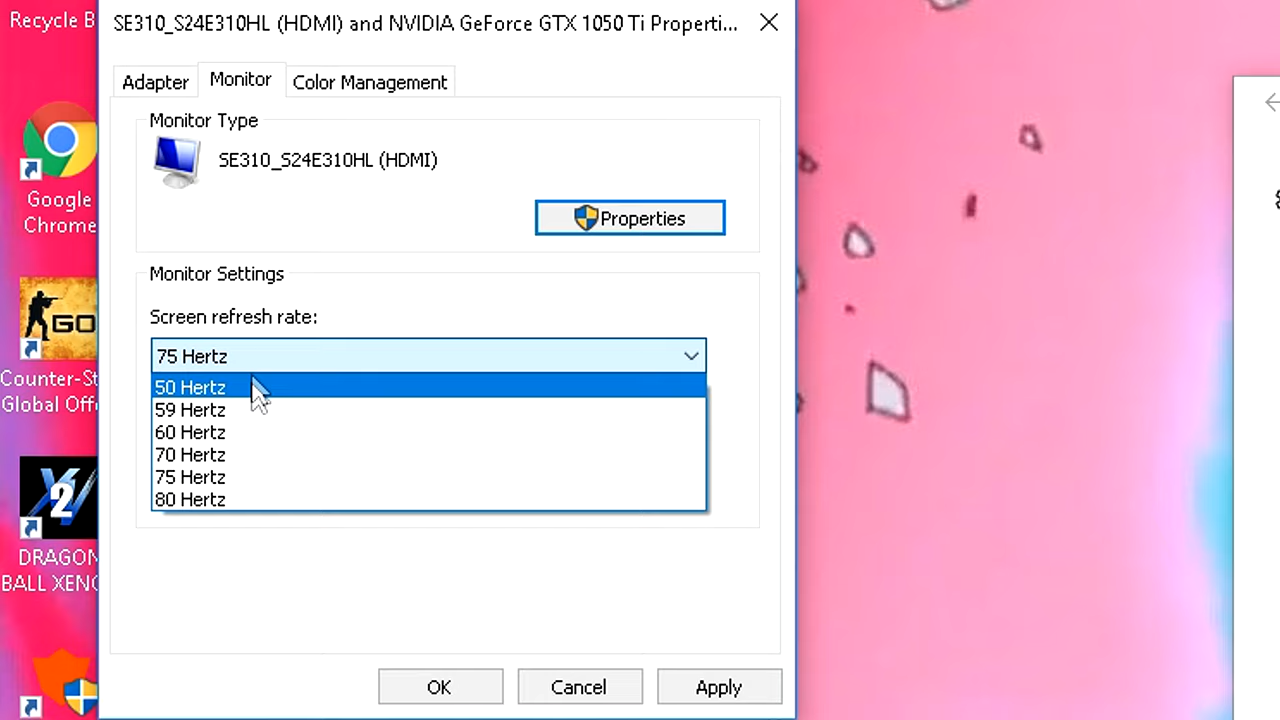 Recycle B
SE310_S24E310HL (HDMI) and NVIDIA GeForce GTX 1050 Ti Properti...
Adapter
Monitor
Color Management
Monitor Type
SE310_S24E310HL (HDMI)
Properties
Monitor Settings
Screen refresh rate:
75 Hertz
50 Hertz
59 Hertz
60 Hertz
70 Hertz
75 Hertz
80 Hertz
OK
Cancel
Apply
Google
Chrome
GO
Counter-St
Global Offe
2
DRAGON
BALL XENO